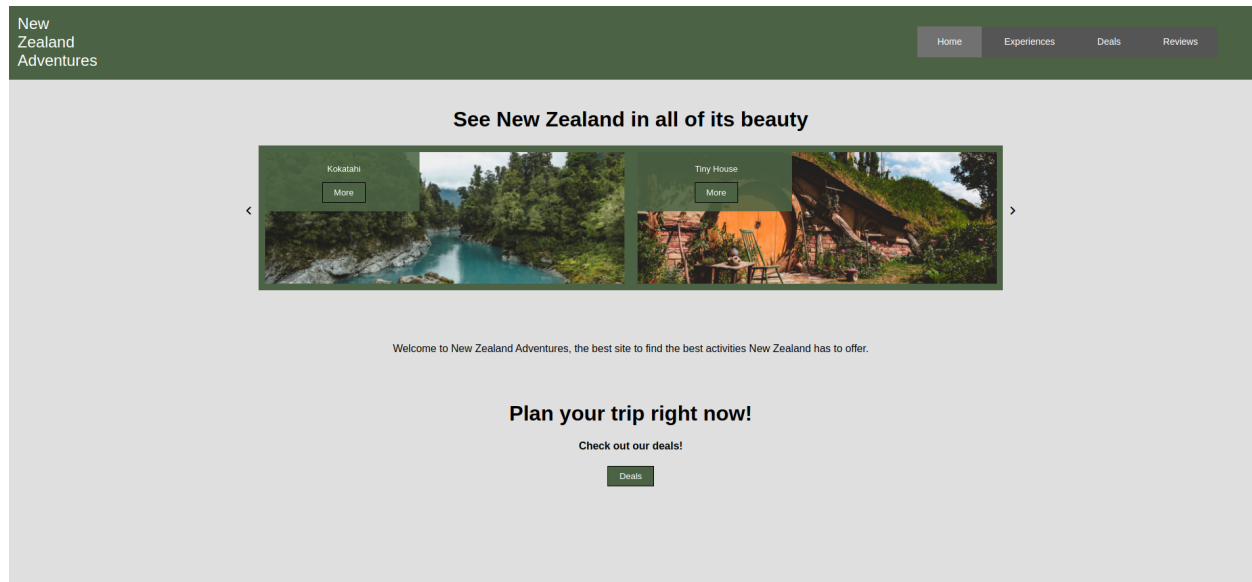 New
Zealand
Adventures
Home
Experiences
Deals
Reviews
See New Zealand in all of its beauty
Kokatahi
More
Tiny House
More
Welcome to New Zealand Adventures, the best site to find the best activities New Zealand has to offer.
Plan your trip right now!
Check out our deals!
Deals